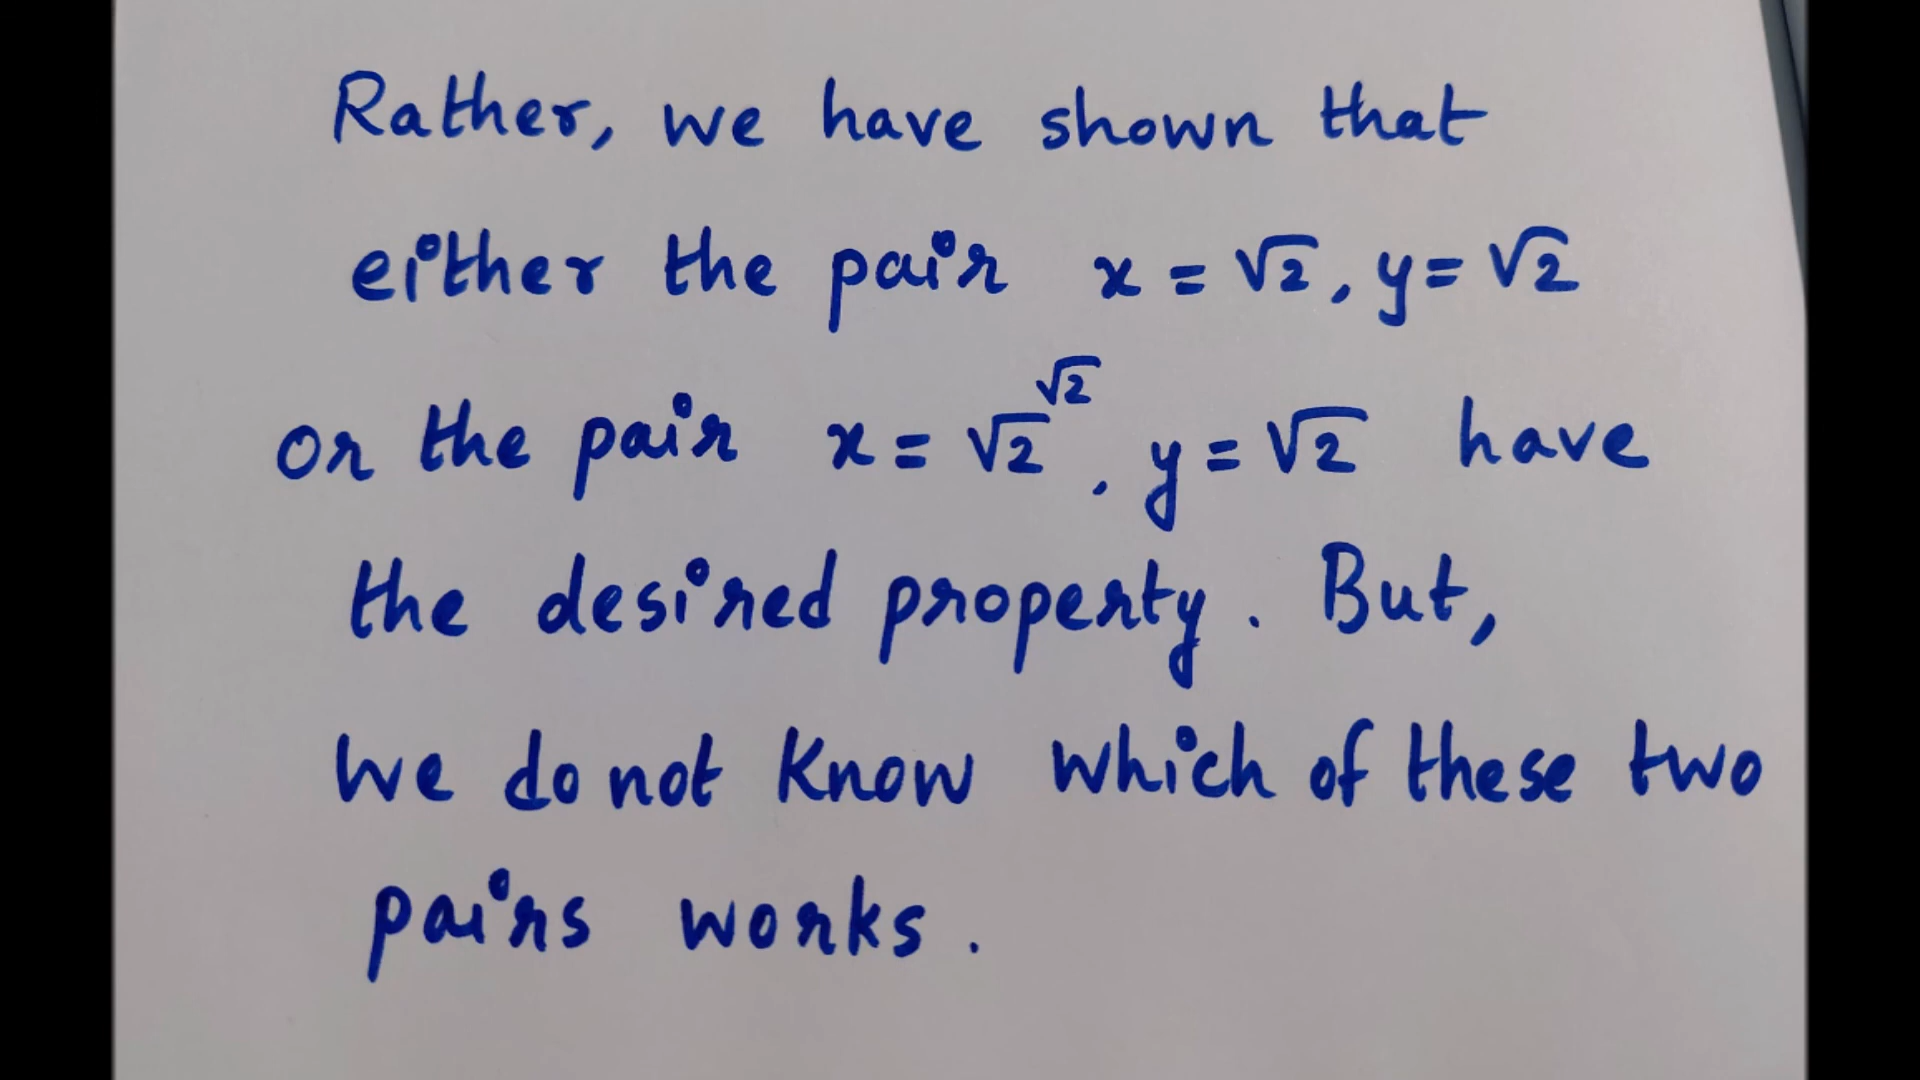 Rather, we have shown that
either the pair x = √2, y = √2
or the pair x = √2^√2, y = √2 have
the desired property. But,
we do not know which of these two
pairs works.